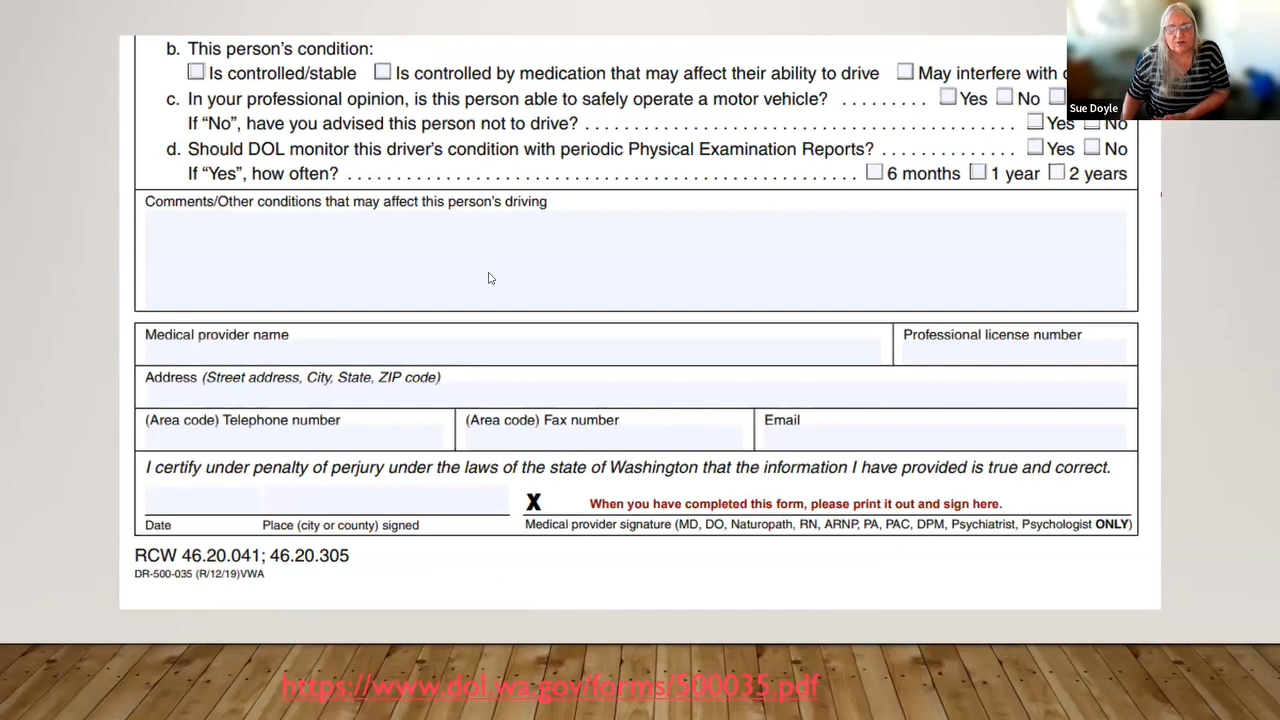 b. This person's condition:
Is controlled/stable Is controlled by medication that may affect their ability to drive May interfere with
c. In your professional opinion, is this person able to safely operate a motor vehicle? ......... Yes No
Sue Doyle
If "No", have you advised this person not to drive? ............................................. Yes No
d. Should DOL monitor this driver's condition with periodic Physical Examination Reports? .............. Yes No
If "Yes", how often? ..................................................... 6 months 1 year 2 years
Comments/Other conditions that may affect this person's driving
Medical provider name Professional license number
Address (Street address, City, State, ZIP code)
(Area code) Telephone number (Area code) Fax number Email
I certify under penalty of perjury under the laws of the state of Washington that the information I have provided is true and correct.
X When you have completed this form, please print it out and sign here.
Date Place (city or county) signed Medical provider signature (MD, DO, Naturopath, RN, ARNP, PA, PAC, DPM, Psychiatrist, Psychologist ONLY)
RCW 46.20.041; 46.20.305
DR-500-035 (R/12/19)VWA
https://www.dol.wa.gov/forms/500035.pdf